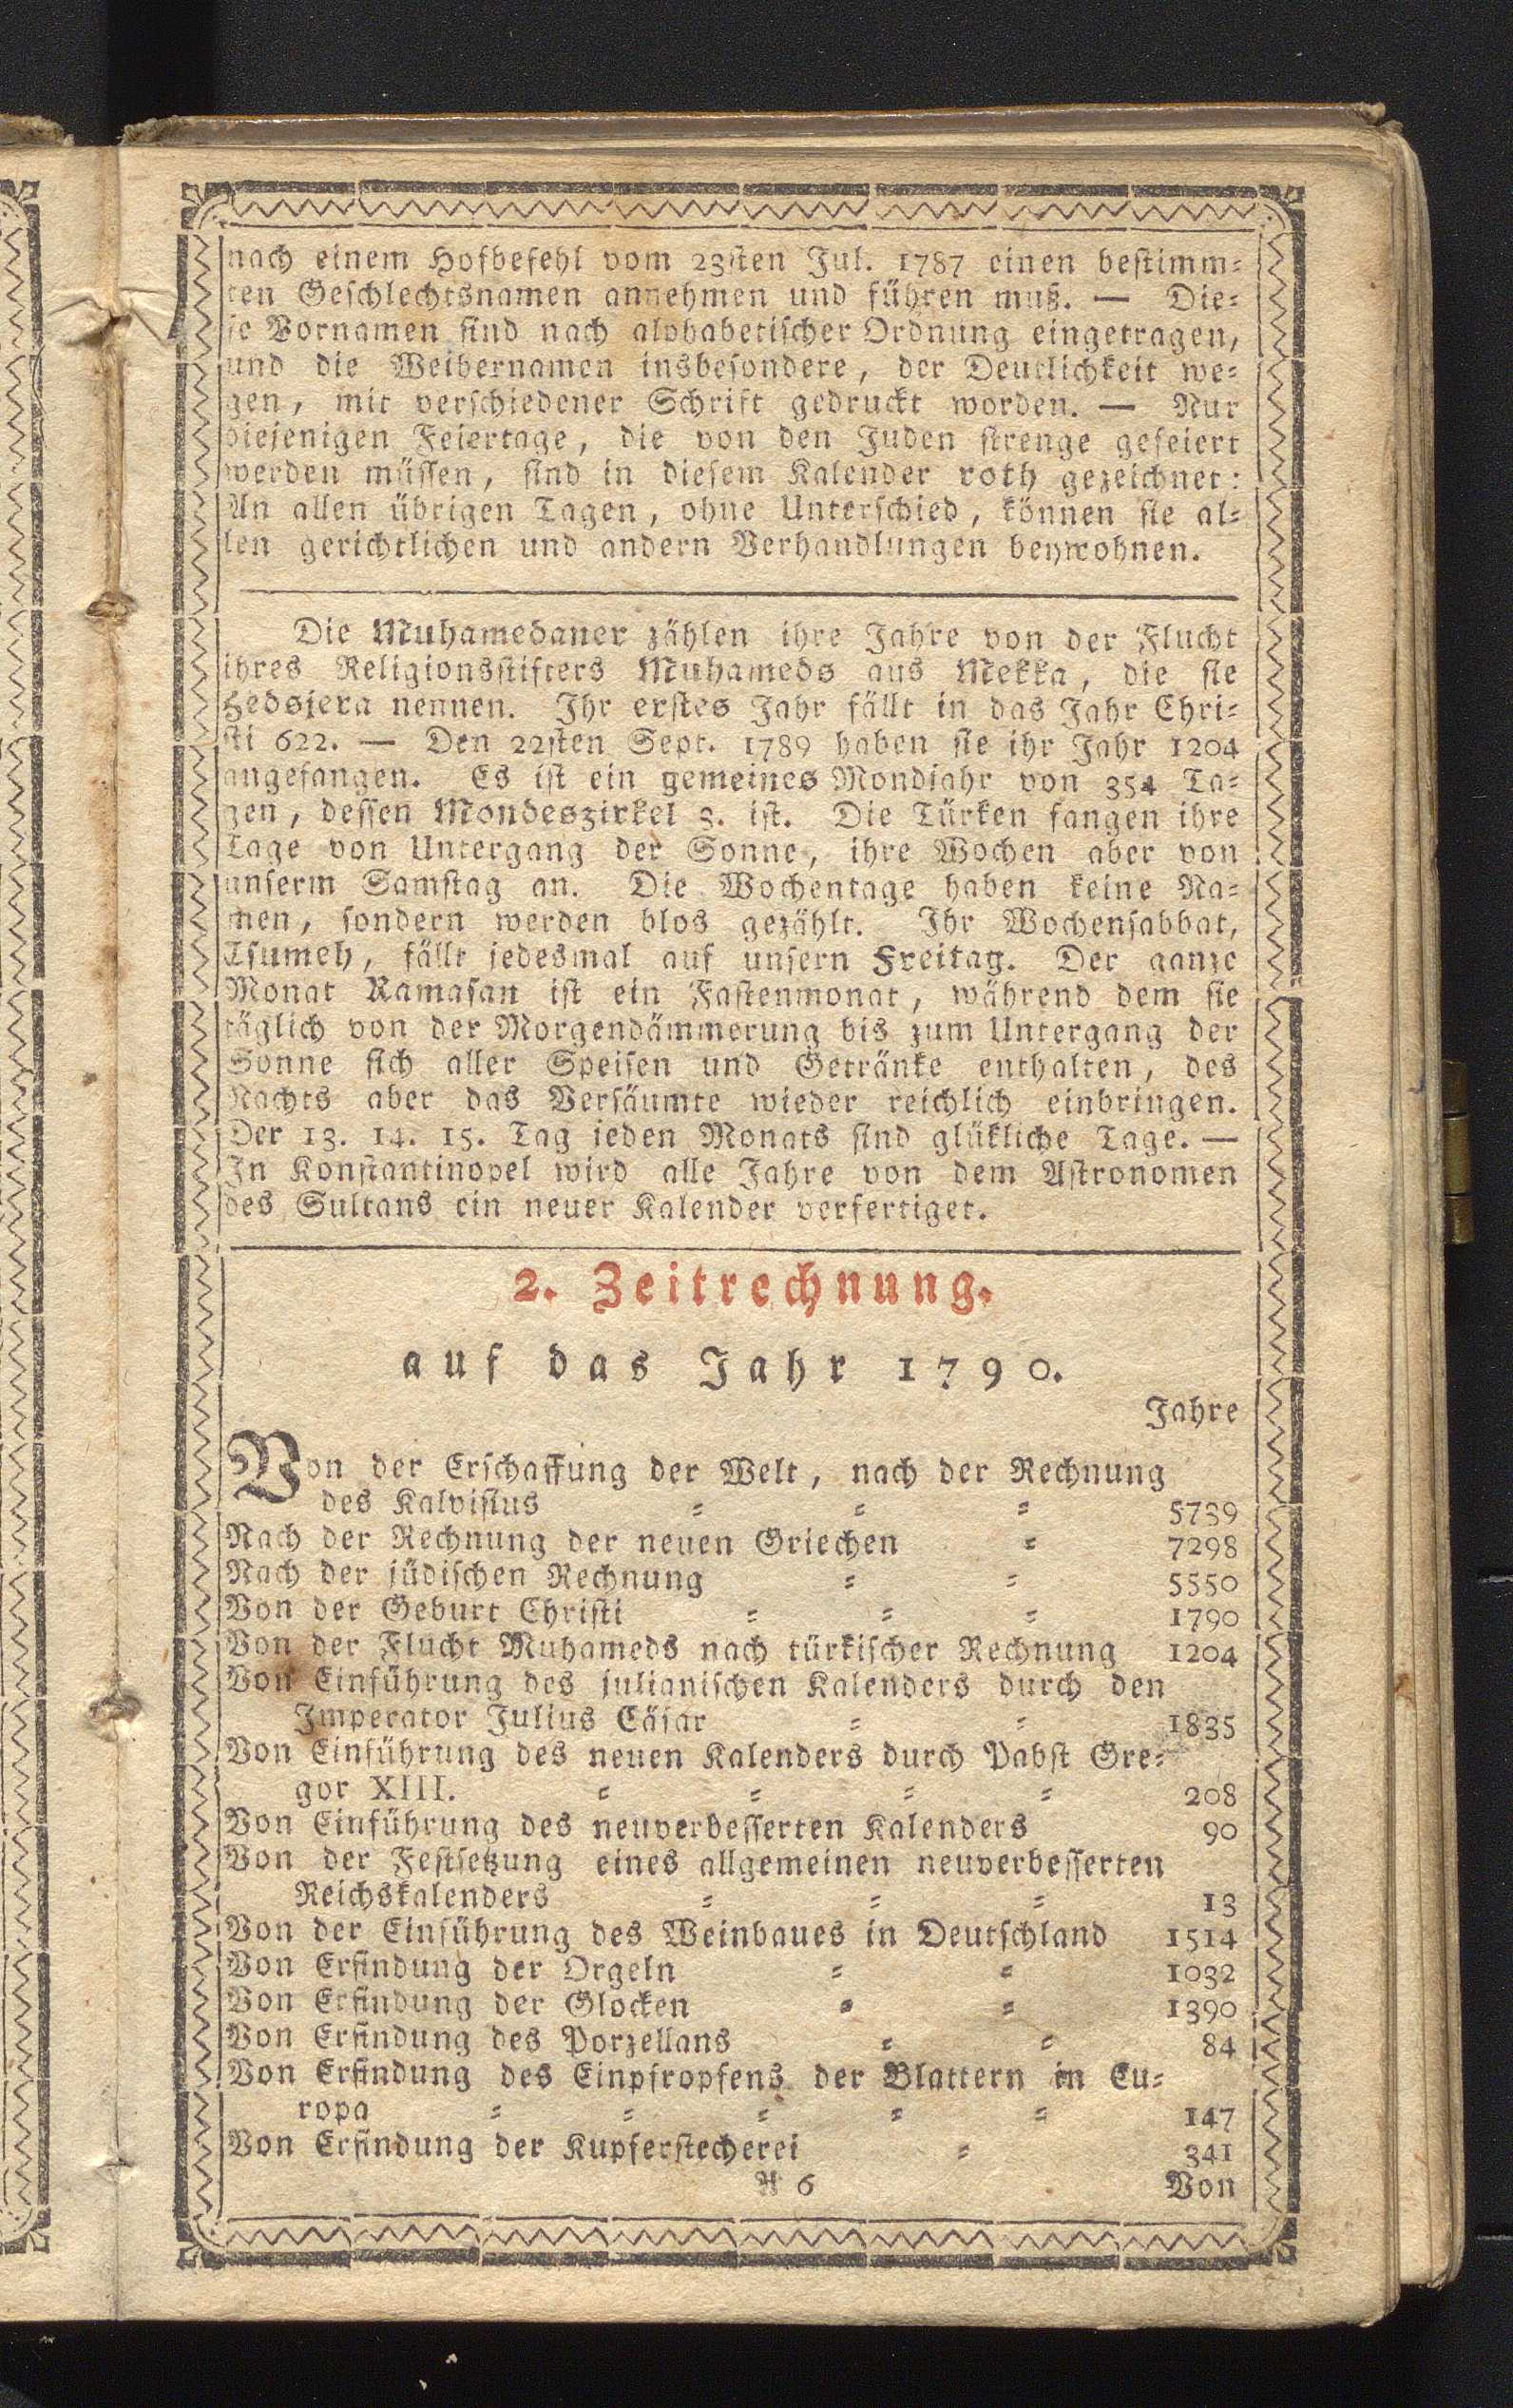 nach einem Hofbefehl vom 23sten Jul. 1787 einen bestimm-
ten Geschlechtsnamen annehmen und führen muß. — Die-
se Vornamen sind nach alphabetischer Ordnung eingetragen,
und die Weibernamen insbesondere, der Deutlichkeit we-
gen, mit verschiedener Schrift gedruckt worden. — Nur
diejenigen Feiertage, die von den Juden strenge gefeiert
werden müssen, sind in diesem Kalender roth gezeichnet:
An allen übrigen Tagen, ohne Unterschied, können sie al-
len gerichtlichen und andern Verhandlungen beywohnen.
Die Muhamedaner zählen ihre Jahre von der Flucht
ihres Religionsstifters Muhameds aus Mekka, die sie
Hedsjera nennen. Ihr erstes Jahr fällt in das Jahr Chri-
sti 622. — Den 22sten Sept. 1789 haben sie ihr Jahr 1204
angefangen. Es ist ein gemeines Mondjahr von 354 Ta-
gen, dessen Mondeszirkel 3. ist. Die Türken fangen ihre
Tage von Untergang der Sonne, ihre Wochen aber von
unserm Samstag an. Die Wochentage haben keine Na-
men, sondern werden blos gezählt. Ihr Wochensabbat,
Tsumeh, fällt jedesmal auf unsern Freitag. Der ganze
Monat Ramasan ist ein Fastenmonat, während dem sie
täglich von der Morgendämmerung bis zum Untergang der
Sonne sich aller Speisen und Getränke enthalten, des
Nachts aber das Versäumte wieder reichlich einbringen.
Der 13. 14. 15. Tag jeden Monats sind glükliche Tage. —
In Konstantinopel wird alle Jahre von dem Astronomen
des Sultans ein neuer Kalender verfertiget.
2. Zeitrechnung.
auf das Jahr 1790.
Jahre
Von der Erschaffung der Welt, nach der Rechnung
des Kalvisius = = = 5739
Nach der Rechnung der neuen Griechen = 7298
Nach der jüdischen Rechnung = = 5550
Von der Geburt Christi = = = 1790
Von der Flucht Muhameds nach türkischer Rechnung 1204
Von Einführung des julianischen Kalenders durch den
Imperator Julius Cäsar = = 1835
Von Einführung des neuen Kalenders durch Pabst Gre-
gor XIII. = = = = 208
Von Einführung des neuverbesserten Kalenders 90
Von der Festsetzung eines allgemeinen neuverbesserten
Reichskalenders = = = 13
Von der Einführung des Weinbaues in Deutschland 1514
Von Erfindung der Orgeln = = 1032
Von Erfindung der Glocken = = 1390
Von Erfindung des Porzellans = = 84
Von Erfindung des Einpfropfens der Blattern in Eu-
ropa = = = = = 147
Von Erfindung der Kupferstecherei = 341
A 6 Von